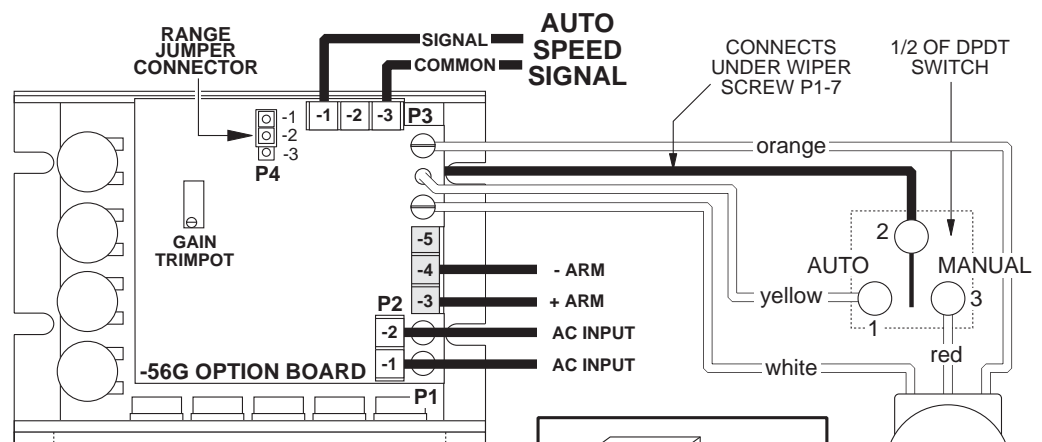 RANGE
JUMPER
CONNECTOR
SIGNAL
COMMON
AUTO
SPEED
SIGNAL
CONNECTS
UNDER WIPER
SCREW P1-7
1/2 OF DPDT
SWITCH
-1
-2
-3
P4
-1 -2 -3 P3
orange
GAIN
TRIMPOT
-5
-4
-3
- ARM
+ ARM
P2
-2
-1
AC INPUT
AC INPUT
-56G OPTION BOARD
P1
2
AUTO
MANUAL
yellow
1
3
white
red